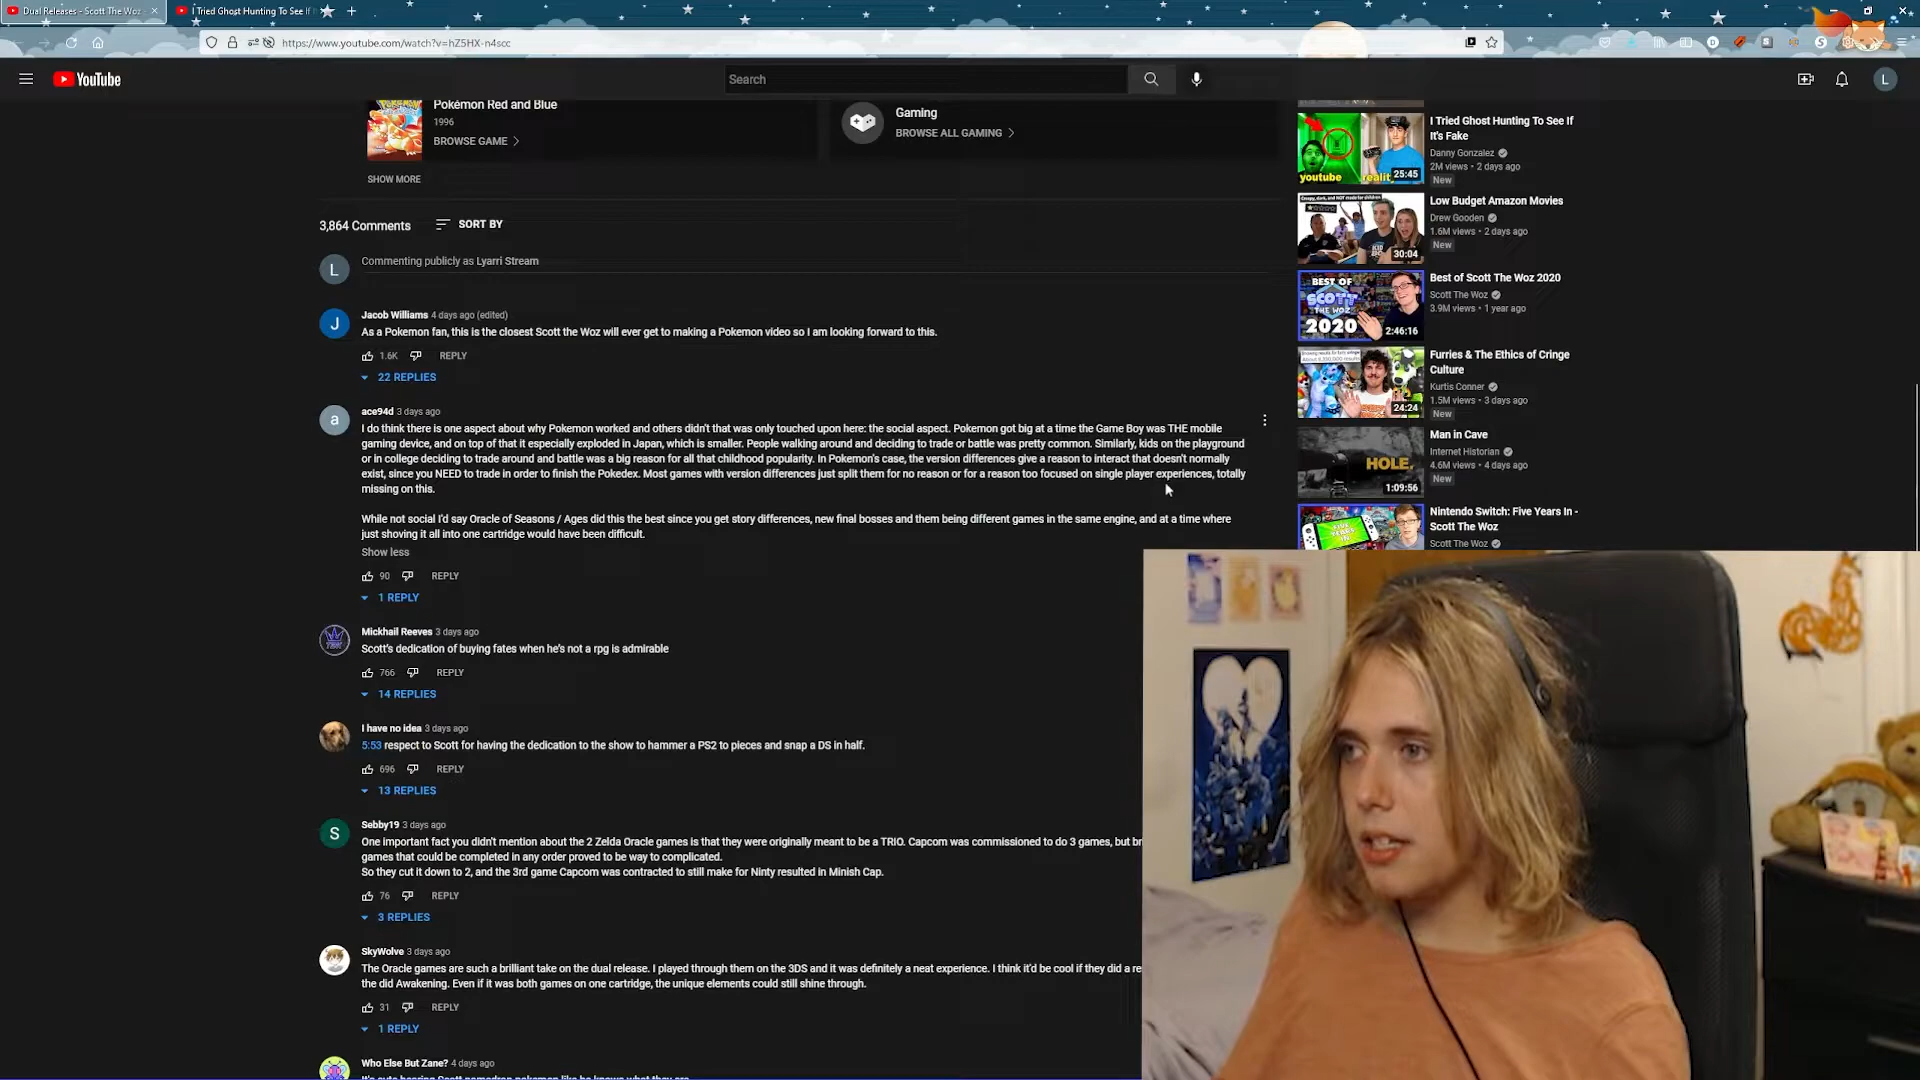 Dual Releases - Scott The Woz
I Tried Ghost Hunting To See If
https://www.youtube.com/watch?v=hZ5HX-n4scc
YouTube
Search
L
Pokémon Red and Blue
1996
BROWSE GAME
Gaming
BROWSE ALL GAMING
SHOW MORE
3,864 Comments
SORT BY
L
Commenting publicly as Lyarri Stream
J
Jacob Williams 4 days ago (edited)
As a Pokemon fan, this is the closest Scott the Woz will ever get to making a Pokemon video so I am looking forward to this.
1.6K
REPLY
22 REPLIES
a
ace94d 3 days ago
I do think there is one aspect about why Pokemon worked and others didn't that was only touched upon here: the social aspect. Pokemon got big at a time the Game Boy was THE mobile
gaming device, and on top of that it especially exploded in Japan, which is smaller. People walking around and deciding to trade or battle was pretty common. Similarly, kids on the playground
or in college deciding to trade around and battle was a big reason for all that childhood popularity. In Pokemon's case, the version differences give a reason to interact that doesn't normally
exist, since you NEED to trade in order to finish the Pokedex. Most games with version differences just split them for no reason or for a reason too focused on single player experiences, totally
missing on this.
While not social I'd say Oracle of Seasons / Ages did this the best since you get story differences, new final bosses and them being different games in the same engine, and at a time where
just shoving it all into one cartridge would have been difficult.
Show less
90
REPLY
1 REPLY
Mickhail Reeves 3 days ago
Scott's dedication of buying fates when he's not a rpg is admirable
766
REPLY
14 REPLIES
I have no idea 3 days ago
5:53 respect to Scott for having the dedication to the show to hammer a PS2 to pieces and snap a DS in half.
696
REPLY
13 REPLIES
S
Sebby19 3 days ago
One important fact you didn't mention about the 2 Zelda Oracle games is that they were originally meant to be a TRIO. Capcom was commissioned to do 3 games, but br
games that could be completed in any order proved to be way to complicated.
So they cut it down to 2, and the 3rd game Capcom was contracted to still make for Ninty resulted in Minish Cap.
76
REPLY
3 REPLIES
SkyWolve 3 days ago
The Oracle games are such a brilliant take on the dual release. I played through them on the 3DS and it was definitely a neat experience. I think it'd be cool if they did a re
the did Awakening. Even if it was both games on one cartridge, the unique elements could still shine through.
31
REPLY
1 REPLY
Who Else But Zane? 4 days ago
It's cute hearing Scott namedrop pokemon like he knows what they are
youtube
reality
25:45
I Tried Ghost Hunting To See If
It's Fake
Danny Gonzalez
2M views • 2 days ago
New
30:04
Low Budget Amazon Movies
Drew Gooden
1.6M views • 2 days ago
New
BEST OF
SCOTT
THE WOZ
2020
2:46:16
Best of Scott The Woz 2020
Scott The Woz
3.9M views • 1 year ago
24:24
Furries & The Ethics of Cringe
Culture
Kurtis Conner
1.5M views • 3 days ago
New
HOLE.
1:09:56
Man in Cave
Internet Historian
4.6M views • 4 days ago
New
FIVE
YEARS IN
Nintendo Switch: Five Years In -
Scott The Woz
Scott The Woz